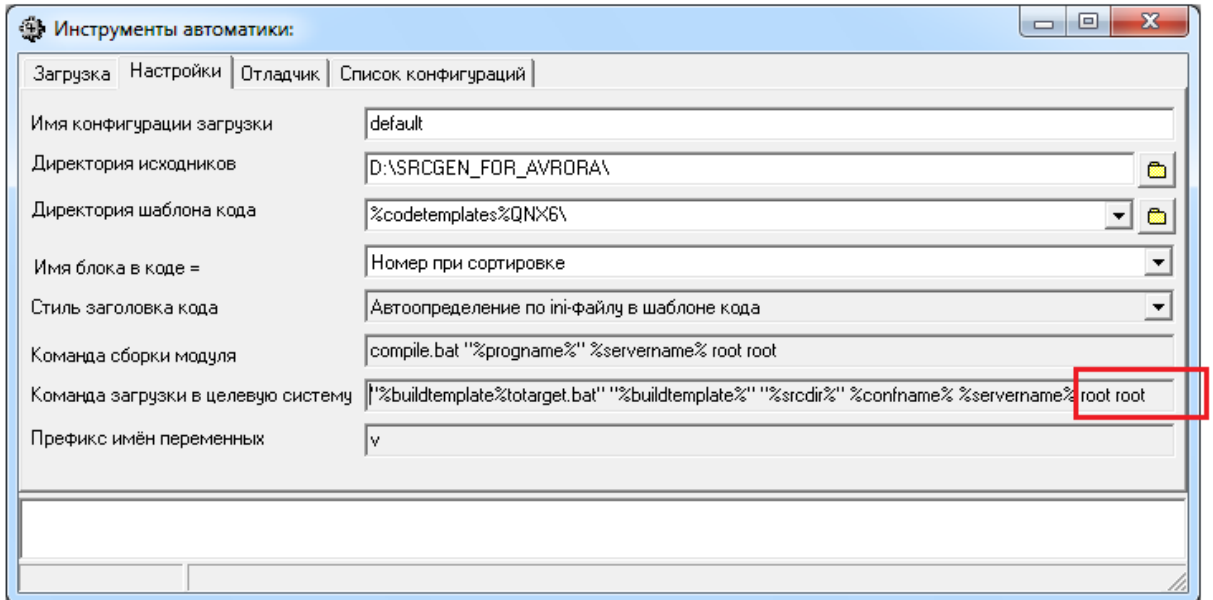 Инструменты автоматики:
Загрузка Настройки Отладчик Список конфигураций
Имя конфигурации загрузки default
Директория исходников D:\SRCGEN_FOR_AVRORA\
Директория шаблона кода %codetemplates%QNX6\
Имя блока в коде = Номер при сортировке
Стиль заголовка кода Автоопределение по ini-файлу в шаблоне кода
Команда сборки модуля compile.bat "%progname%" %servername% root root
Команда загрузки в целевую систему "%buildtemplate%totarget.bat" "%buildtemplate%" "%srcdir%" %confname% %servername% root root
Префикс имён переменных v